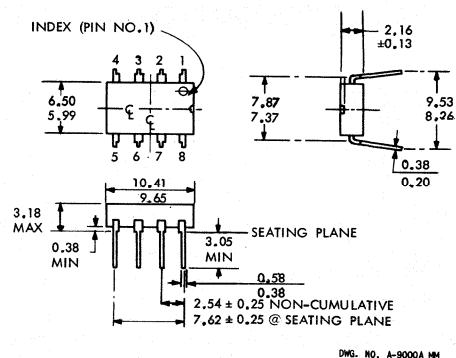 INDEX (PIN NO.1)
2.16
±0.13
4 3 2 1
6.50
5.99
7.87
7.37
9.53
8.26
5 6 7 8
0.38
0.20
10.41
9.65
3.18
MAX
SEATING PLANE
0.38
MIN
3.05
MIN
0.58
0.38
2.54 ± 0.25 NON-CUMULATIVE
7.62 ± 0.25 @ SEATING PLANE
DWG. NO. A-9000A MM